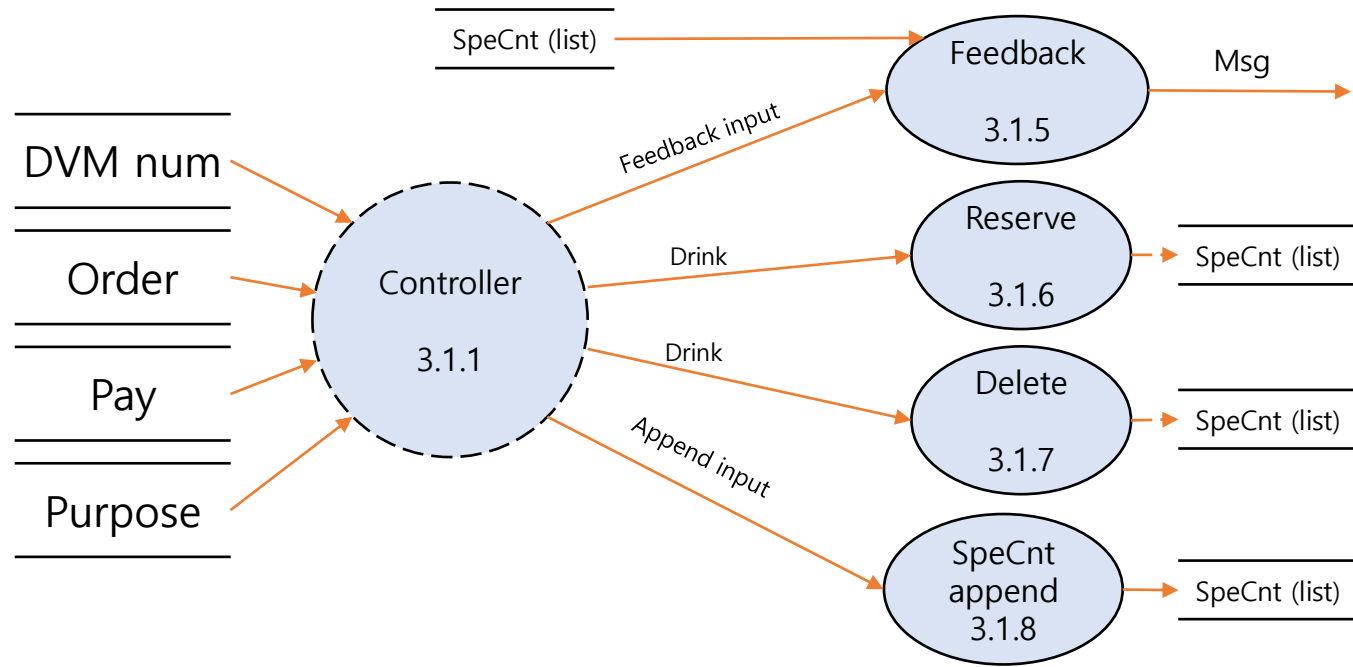 SpeCnt (list)
Feedback
3.1.5
Msg
DVM num
Order
Pay
Purpose
Controller
3.1.1
Feedback input
Drink
Drink
Append input
Reserve
3.1.6
SpeCnt (list)
Delete
3.1.7
SpeCnt (list)
SpeCnt
append
3.1.8
SpeCnt (list)